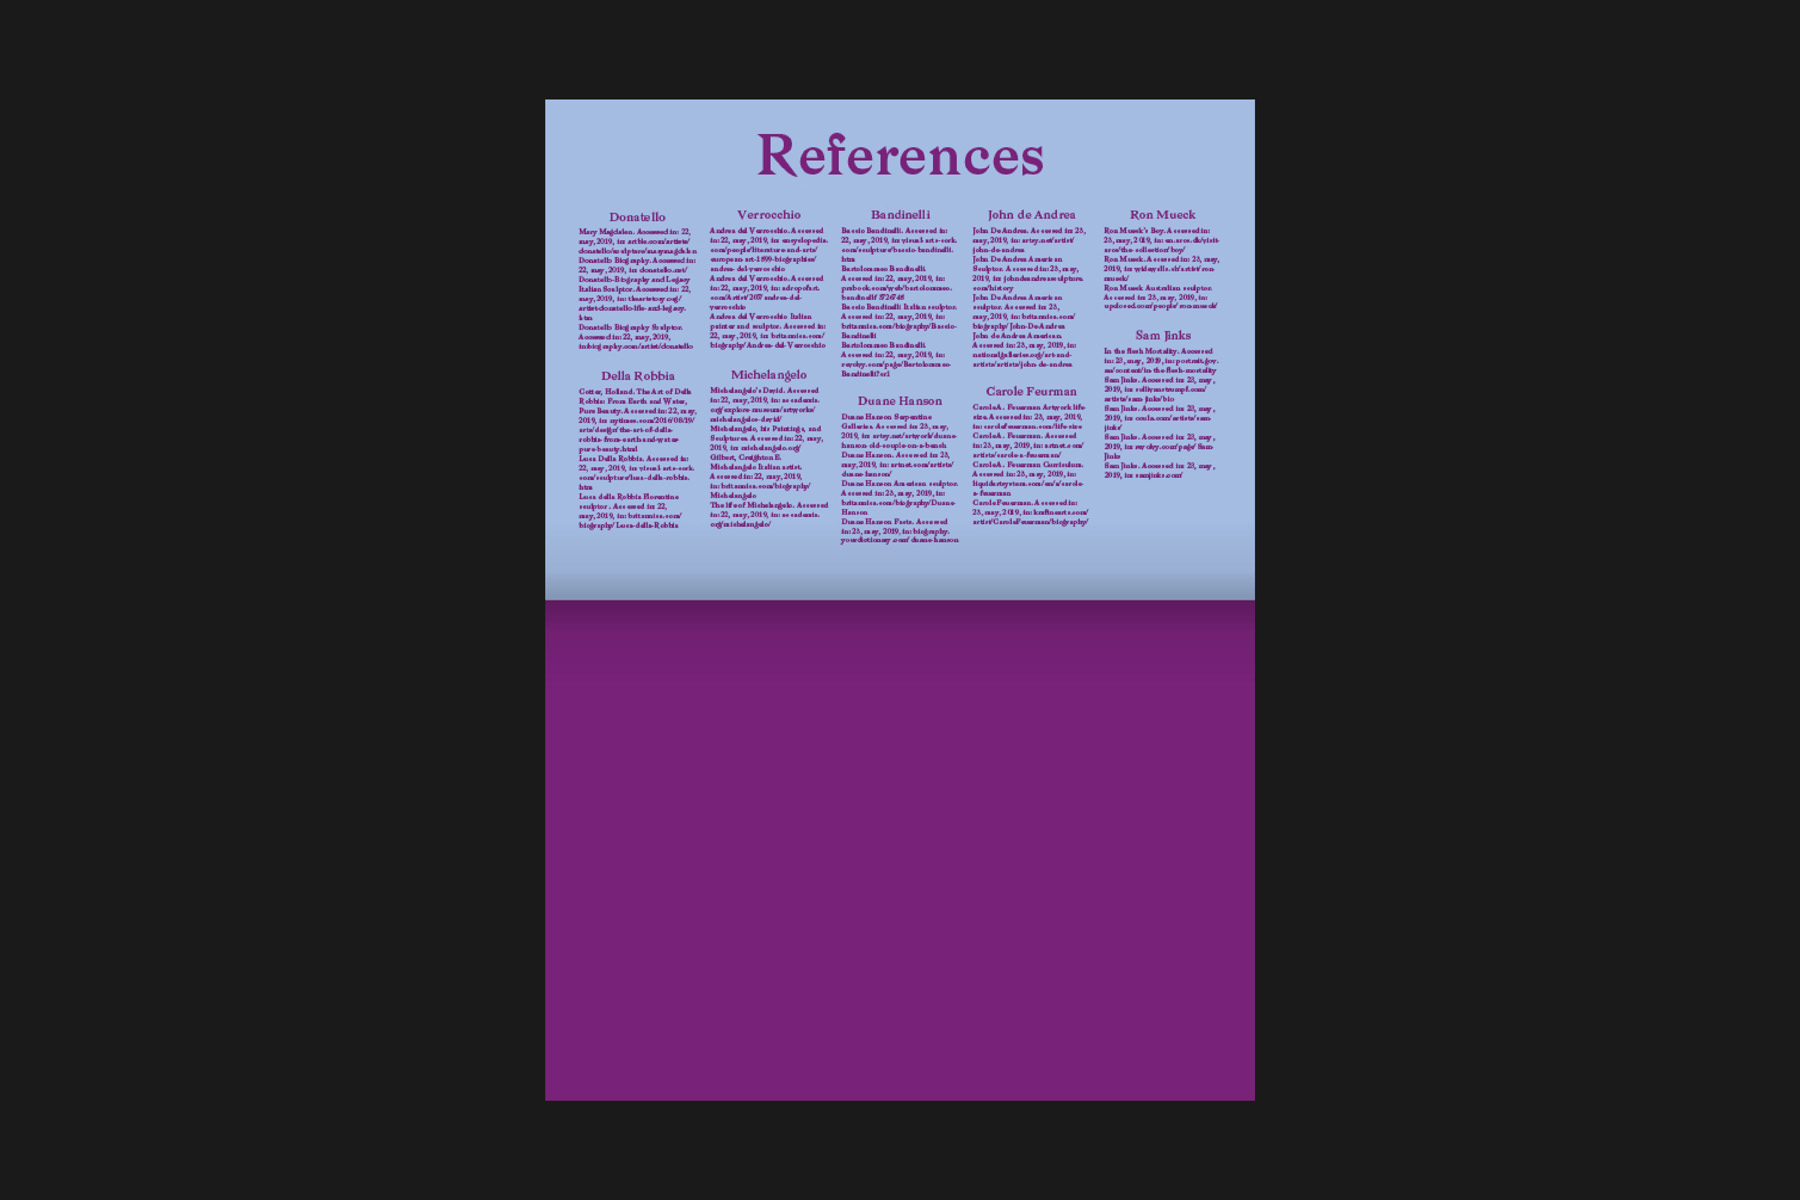 References
Donatello
Mary Magdalen. Accessed in: 22,
may, 2019, in: artble.com/artists/
donatello/sculpture/mary magdalen
Donatello Biography. Accessed in:
22, may, 2019, in: donatello.net/
Donatello-Biography and Legacy
Italian Sculptor. Accessed in: 22,
may, 2019, in: theartstory.org/
artist-donatello-life-and-legacy.
htm
Donatello Biography Sculptor.
Accessed in: 22, may, 2019,
in:biography.com/artist/donatello
Della Robbia
Cotter, Holland. The Art of Della
Robbia: From Earth and Water,
Pure Beauty. Accessed in: 22, may,
2019, in: nytimes.com/2016/08/19/
arts/design/the-art-of-della-
robbia-from-earth-and-water-
pure-beauty.html
Luca Della Robbia. Accessed in:
22, may, 2019, in: visual-arts-cork.
com/sculpture/luca-della-robbia.
htm
Luca della Robbia Florentine
sculptor. Accessed in: 22,
may, 2019, in: britannica.com/
biography/Luca-della-Robbia
Verrocchio
Andrea del Verrocchio. Accessed
in: 22, may, 2019, in: encyclopedia.
com/people/literature-and-arts/
european-art-1599-biographies/
andrea-del-verrocchio
Andrea del Verrocchio. Accessed
in: 22, may, 2019, in: adropofart.
com/Artist/207/andrea-del-
verrocchio
Andrea del Verrocchio Italian
painter and sculptor. Accessed in:
22, may, 2019, in: britannica.com/
biography/Andrea-del-Verrocchio
Michelangelo
Michelangelo's David. Accessed
in: 22, may, 2019, in: accademia.
org/explore-museum/artworks/
michelangelos-david/
Michelangelo, his Paintings, and
Sculptures. Accessed in: 22, may,
2019, in: michelangelo.org/
Gilbert, Creighton E.
Michelangelo Italian artist.
Accessed in: 22, may, 2019,
in: britannica.com/biography/
Michelangelo
The life of Michelangelo. Accessed
in: 22, may, 2019, in: accademia.
org/michelangelo/
Bandinelli
Baccio Bandinelli. Accessed in:
22, may, 2019, in: visual-arts-cork.
com/sculpture/baccio-bandinelli.
htm
Bartolommeo Bandinelli.
Accessed in: 22, may, 2019, in:
prabook.com/web/bartolommeo.
bandinelli/
Baccio Bandinelli Italian sculptor.
Accessed in: 22, may, 2019, in:
britannica.com/biography/Baccio-
Bandinelli
Bartolommeo Bandinelli.
Accessed in: 22, may, 2019, in:
revolvy.com/page/Bartolommeo-
Bandinelli?cr=1
Duane Hanson
Duane Hanson Serpentine
Galleries. Accessed in: 23, may,
2019, in: artsy.net/artwork/duane-
hanson-old-couple-on-a-bench
Duane Hanson. Accessed in: 23,
may, 2019, in: artnet.com/artists/
duane-hanson/
Duane Hanson American sculptor.
Accessed in: 23, may, 2019, in:
britannica.com/biography/Duane-
Hanson
Duane Hanson Facts. Accessed
in: 23, may, 2019, in: biography.
yourdictionary.com/duane-hanson
John de Andrea
John De Andrea. Accessed in: 23,
may, 2019, in: artsy.net/artist/
john-de-andrea
John De Andrea American
Sculptor. Accessed in: 23, may,
2019, in: johndeandreasculpture.
com/history
John De Andrea American
sculptor. Accessed in: 23,
may, 2019, in: britannica.com/
biography/John-De-Andrea
John de Andrea American.
Accessed in: 23, may, 2019, in:
nationalgalleries.org/art-and-
artists/artists/john-de-andrea
Carole Feurman
Carole A. Feuerman Artwork life-
size. Accessed in: 23, may, 2019,
in: carolefeuerman.com/life-size
Carole A. Feuerman. Accessed
in: 23, may, 2019, in: artnet.com/
artists/carole-a-feuerman/
Carole A. Feuerman Curriculum.
Accessed in: 23, may, 2019, in:
liquidartsystem.com/en/a/carole-
a-feuerman
Carole Feuerman. Accessed in:
23, may, 2019, in: kmfinearts.com/
artist/CaroleFeuerman/biography/
Ron Mueck
Ron Mueck's Boy. Accessed in:
23, may, 2019, in: en.aros.dk/visit-
aros/the-collection/boy/
Ron Mueck. Accessed in: 23, may,
2019, in: widewalls.ch/artist/ron-
mueck/
Ron Mueck Australian sculptor.
Accessed in: 23, may, 2019, in:
upclosed.com/people/ron-mueck/
Sam Jinks
In the flesh Mortality. Accessed
in: 23, may, 2019, in: portrait.gov.
au/content/in-the-flesh-mortality
Sam Jinks. Accessed in: 23, may,
2019, in: sullivanstrumpf.com/
artists/sam-jinks/bio
Sam Jinks. Accessed in: 23, may,
2019, in: coula.com/artists/sam-
jinks/
Sam Jinks. Accessed in: 23, may,
2019, in: revolvy.com/page/Sam-
Jinks
Sam Jinks. Accessed in: 23, may,
2019, in: samjinks.com/